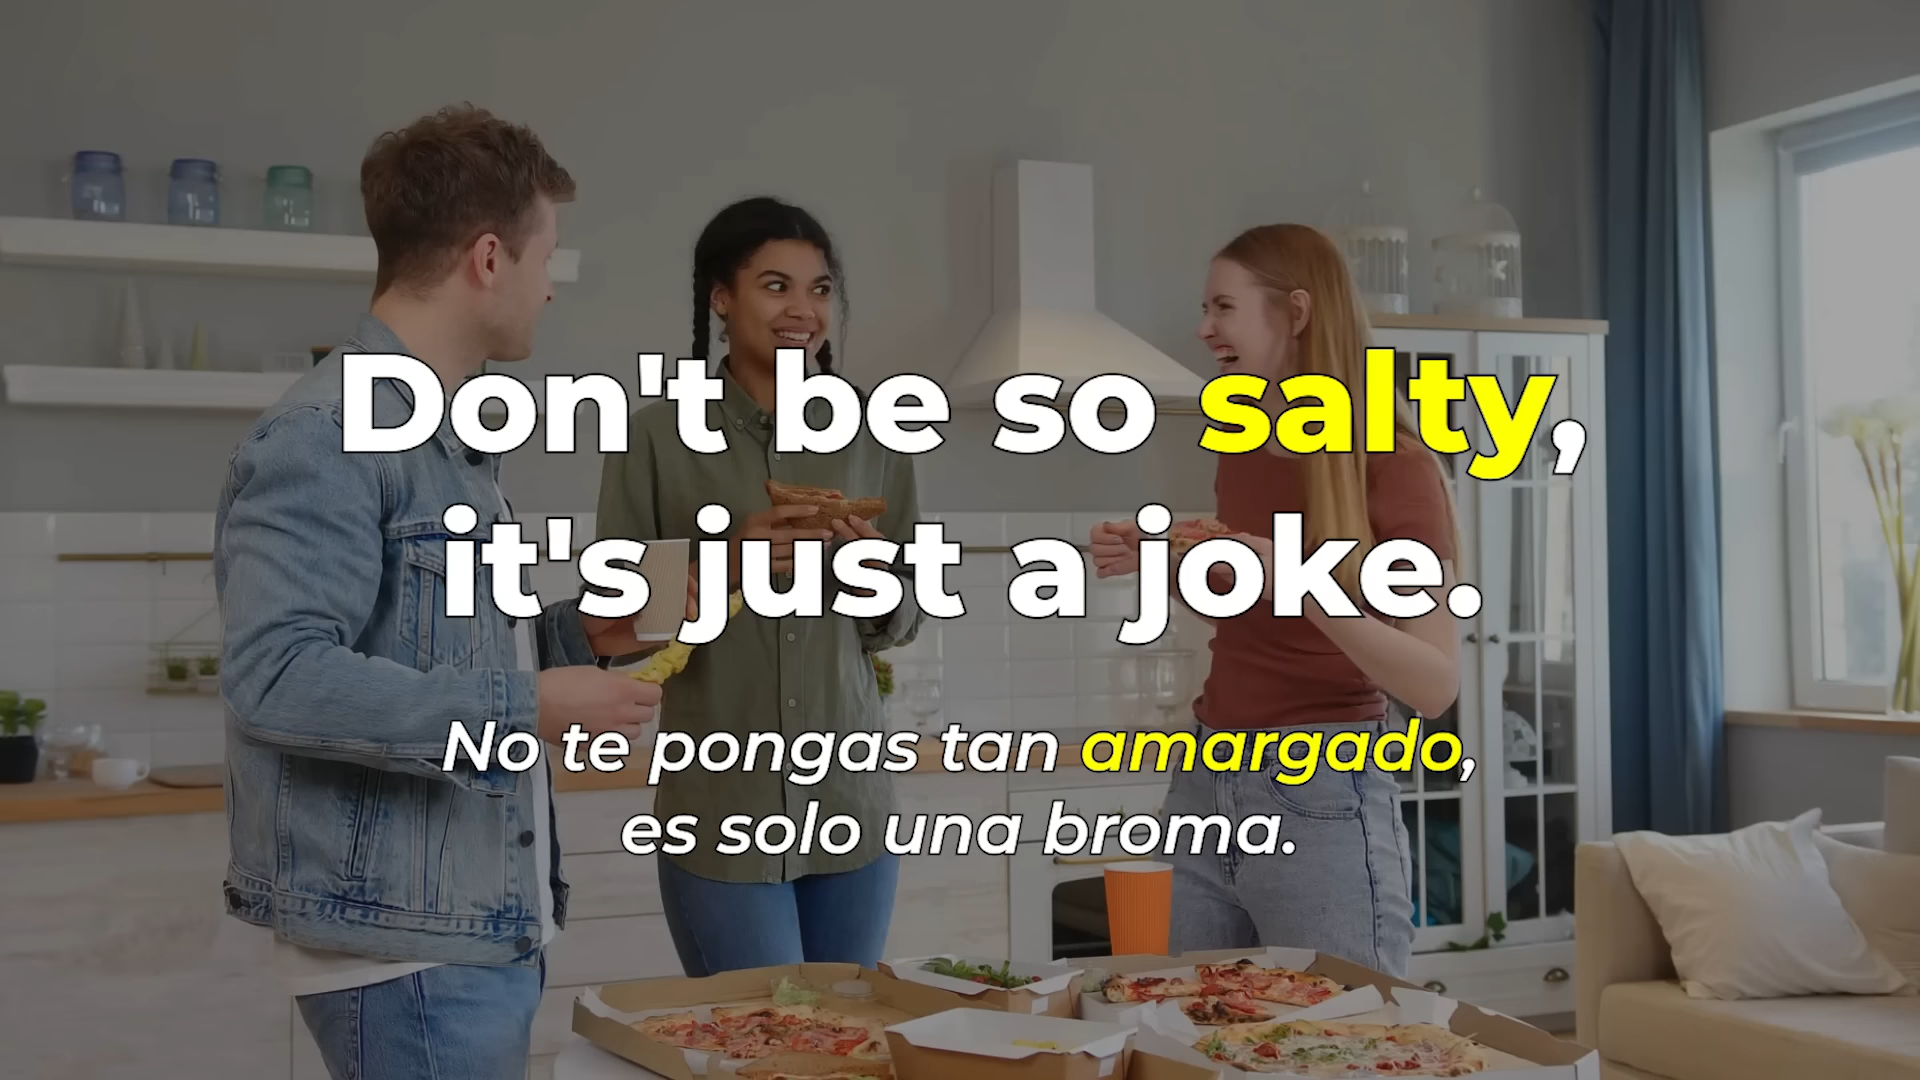 Don't be so salty,
it's just a joke.
No te pongas tan amargado,
es solo una broma.